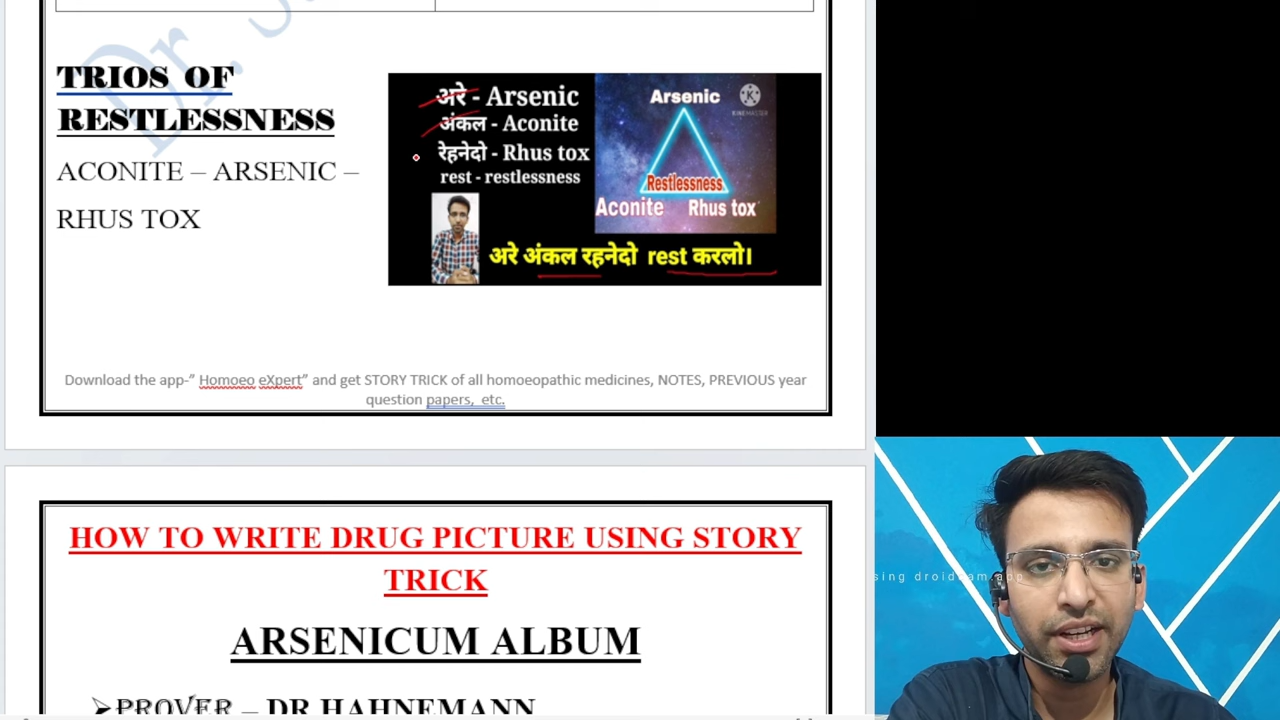 TRIOS OF
RESTLESSNESS
ACONITE – ARSENIC –
RHUS TOX
अरे - Arsenic
अंकल - Aconite
रेहनेदो - Rhus tox
rest - restlessness
Arsenic
KINEMASTER
Restlessness
Aconite Rhus tox
अरे अंकल रहनेदो rest करलो।
Download the app-” Homoeo eXpert” and get STORY TRICK of all homoeopathic medicines, NOTES, PREVIOUS year
question papers, etc.
HOW TO WRITE DRUG PICTURE USING STORY
TRICK
ARSENICUM ALBUM
➢PROVER – DR HAHNEMANN
Dr.